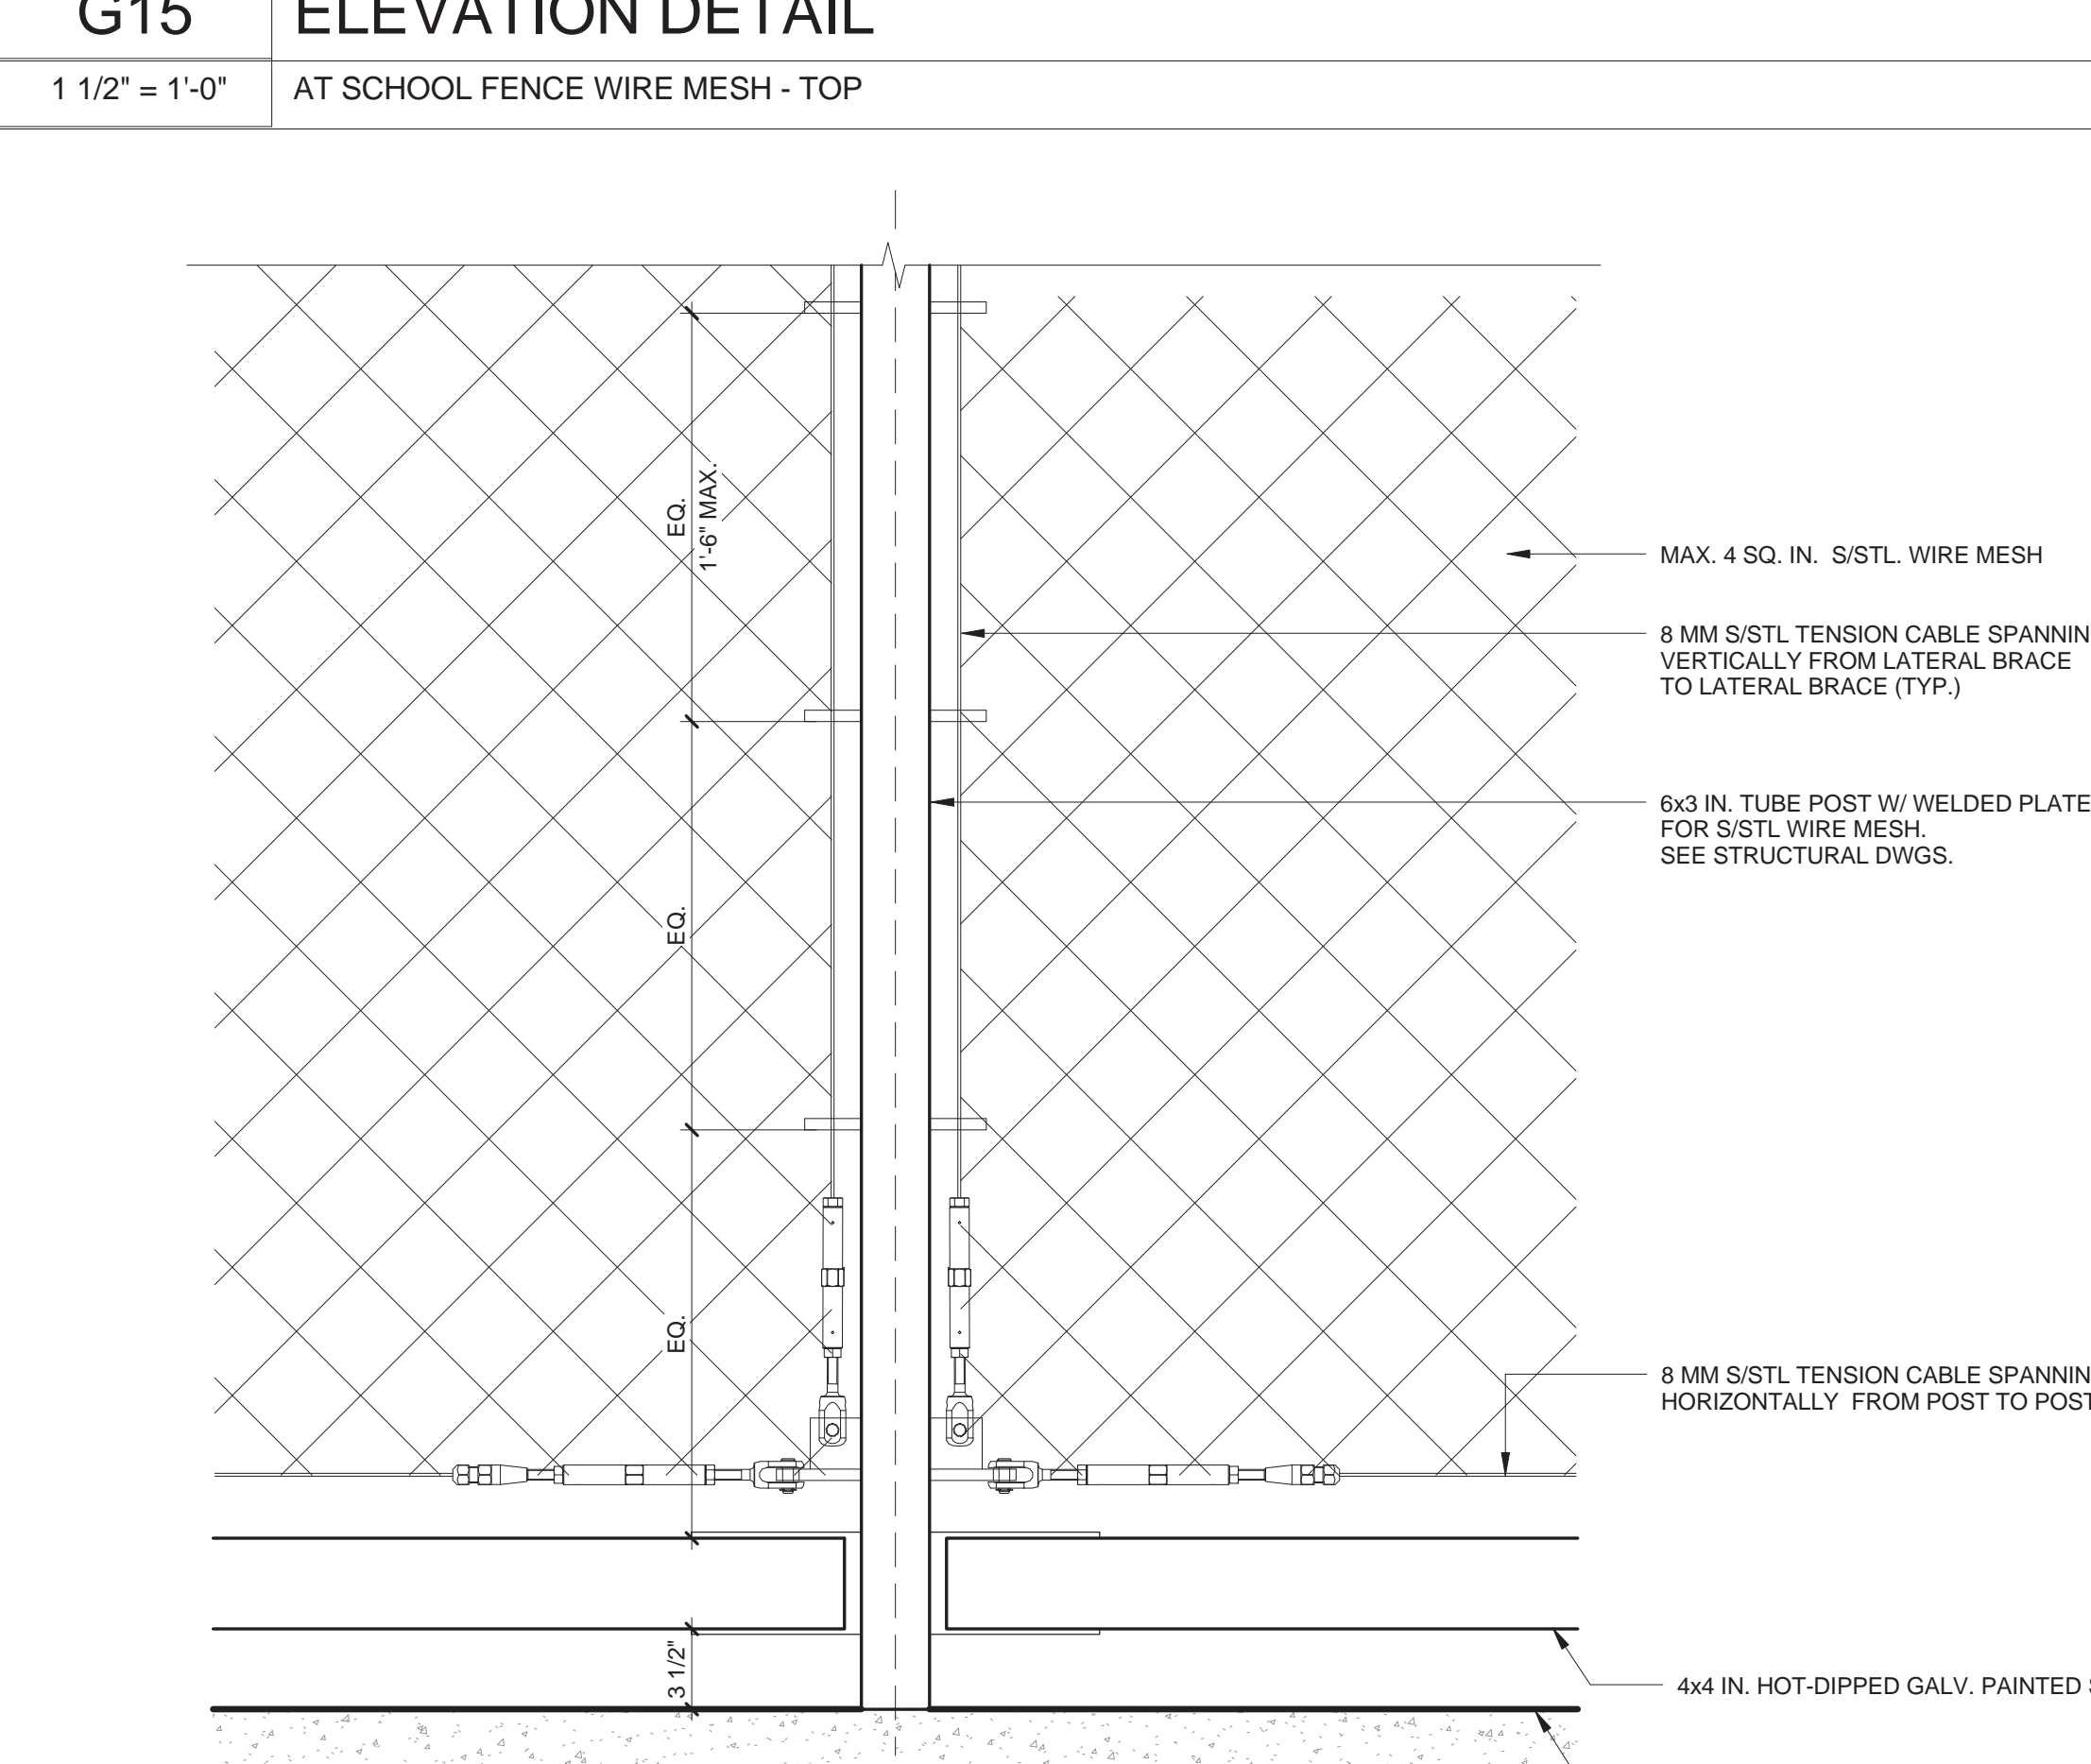 G15
ELEVATION DETAIL
1 1/2" = 1'-0"
AT SCHOOL FENCE WIRE MESH - TOP
EQ.
1'-6" MAX.
MAX. 4 SQ. IN. S/STL. WIRE MESH
8 MM S/STL TENSION CABLE SPANNIN
VERTICALLY FROM LATERAL BRACE
TO LATERAL BRACE (TYP.)
6x3 IN. TUBE POST W/ WELDED PLATE
FOR S/STL WIRE MESH.
SEE STRUCTURAL DWGS.
EQ.
EQ.
8 MM S/STL TENSION CABLE SPANNIN
HORIZONTALLY FROM POST TO POST
3 1/2"
4x4 IN. HOT-DIPPED GALV. PAINTED